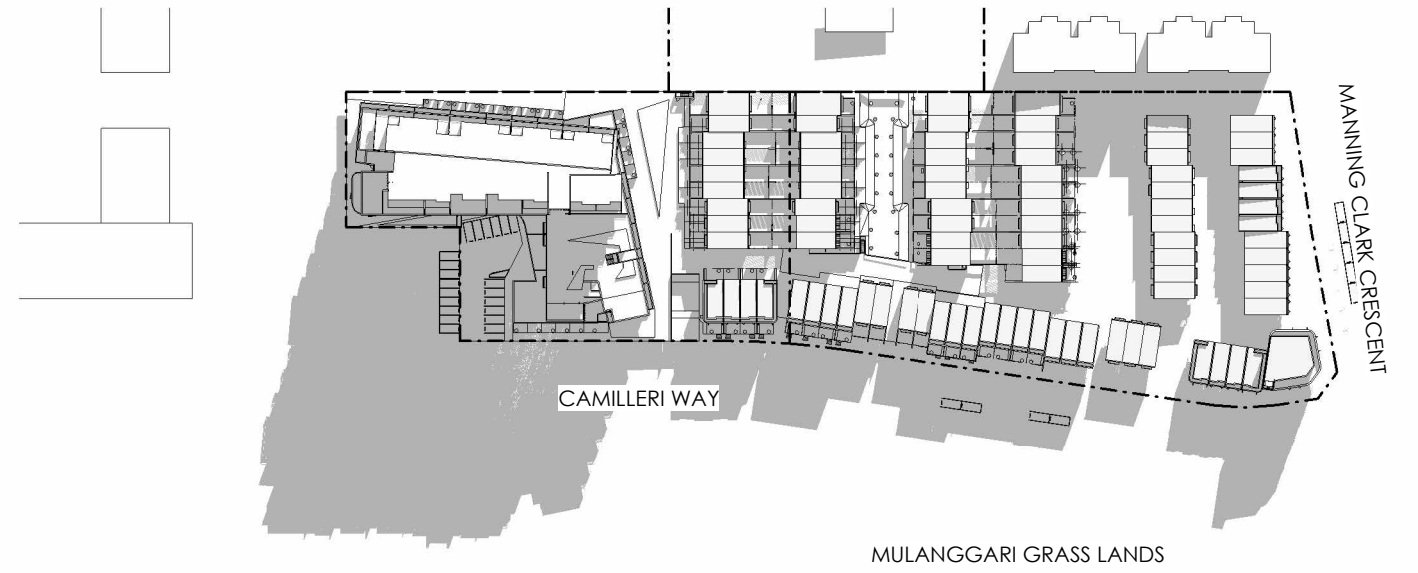 MANNING CLARK CRESCENT
CAMILLERI WAY
MULANGGARI GRASS LANDS